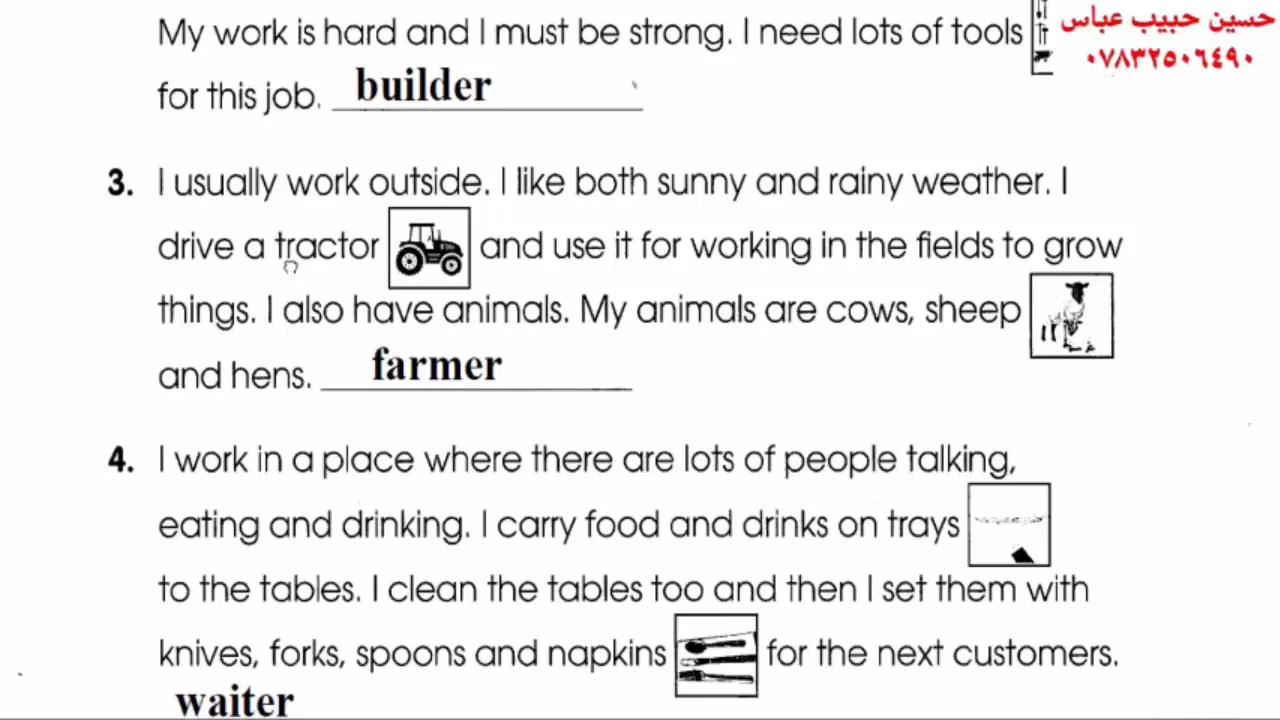 My work is hard and I must be strong. I need lots of tools
حسين حبيب عباس
٠٧٨٣٢٥٠٦٤٩٠
for this job. builder
3. I usually work outside. I like both sunny and rainy weather. I
drive a tractor and use it for working in the fields to grow
things. I also have animals. My animals are cows, sheep
and hens. farmer
4. I work in a place where there are lots of people talking,
eating and drinking. I carry food and drinks on trays
to the tables. I clean the tables too and then I set them with
knives, forks, spoons and napkins for the next customers.
waiter